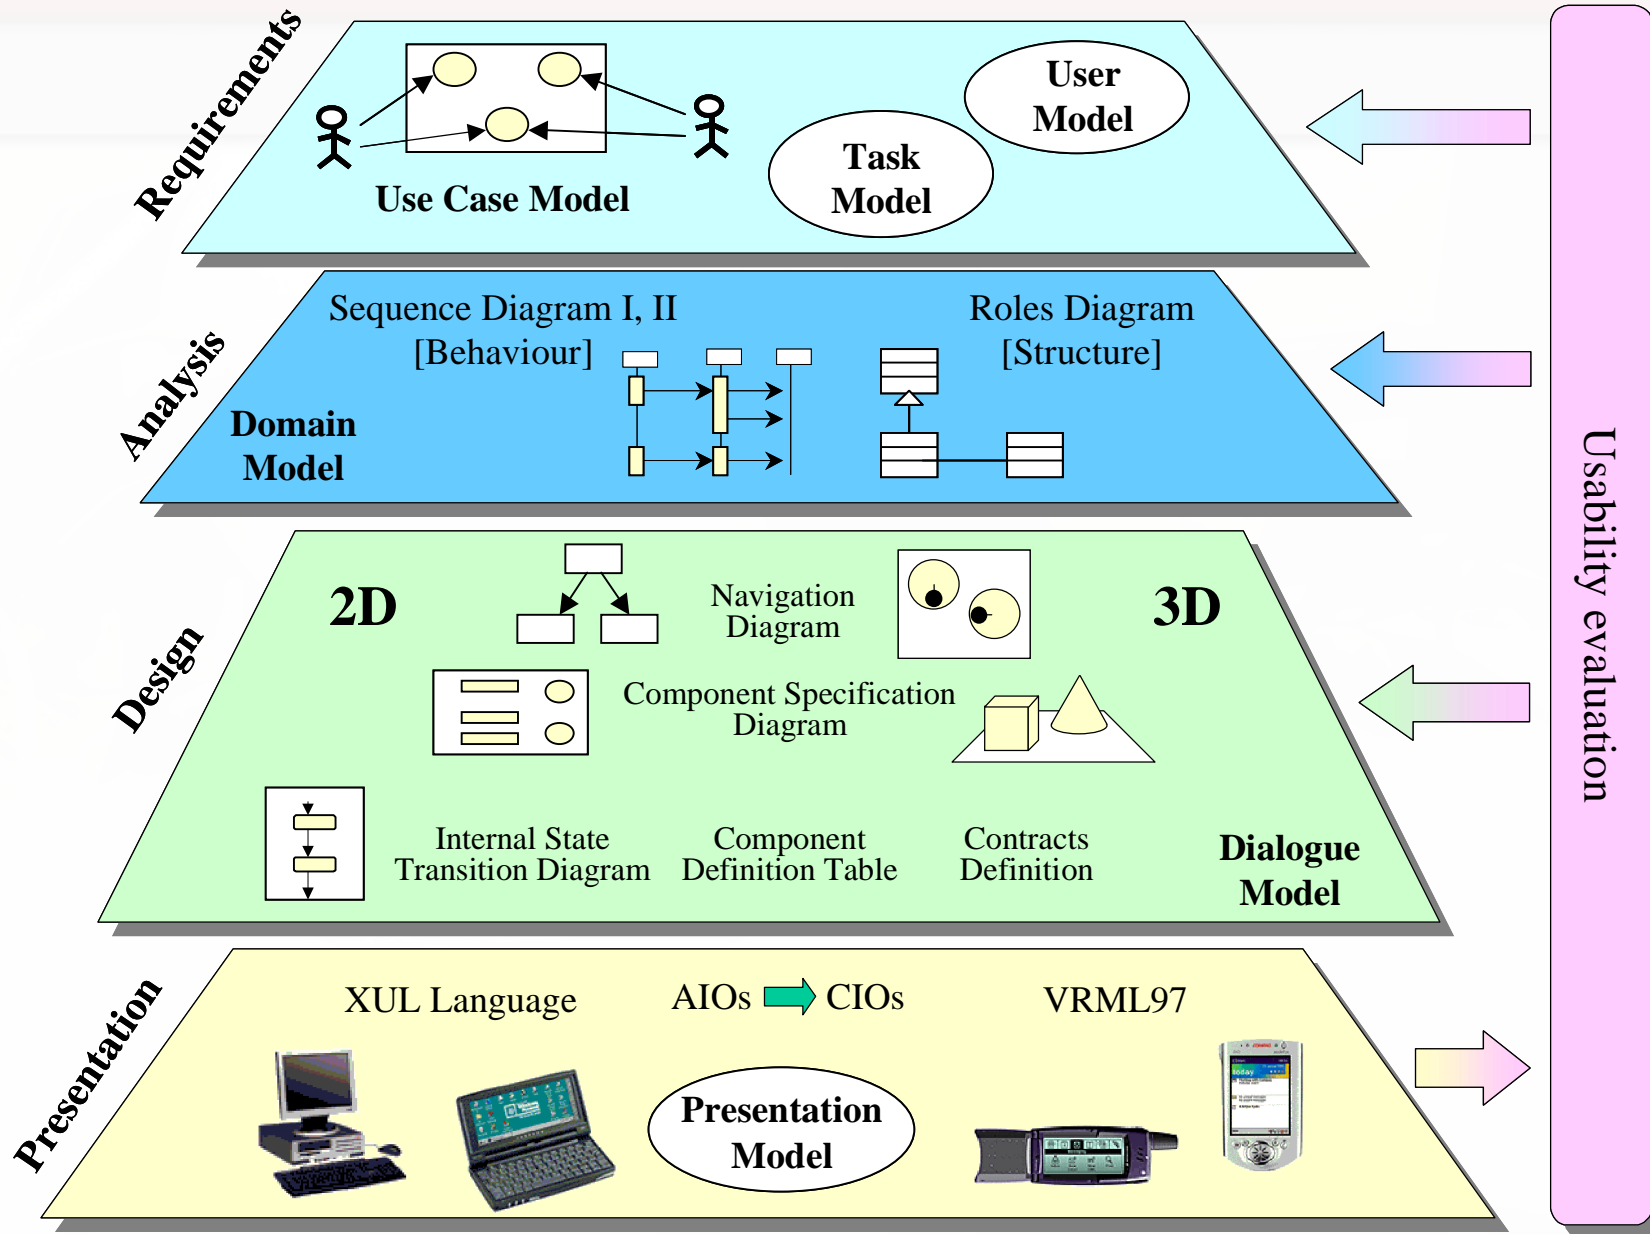 Requirements
User
Model
Task
Model
Use Case Model
Analysis
Sequence Diagram I, II
[Behaviour]
Roles Diagram
[Structure]
Domain
Model
Design
2D
Navigation
Diagram
3D
Component Specification
Diagram
Internal State
Transition Diagram
Component
Definition Table
Contracts
Definition
Dialogue
Model
Presentation
XUL Language
AIOs
CIOs
VRML97
Presentation
Model
Today
Usability evaluation